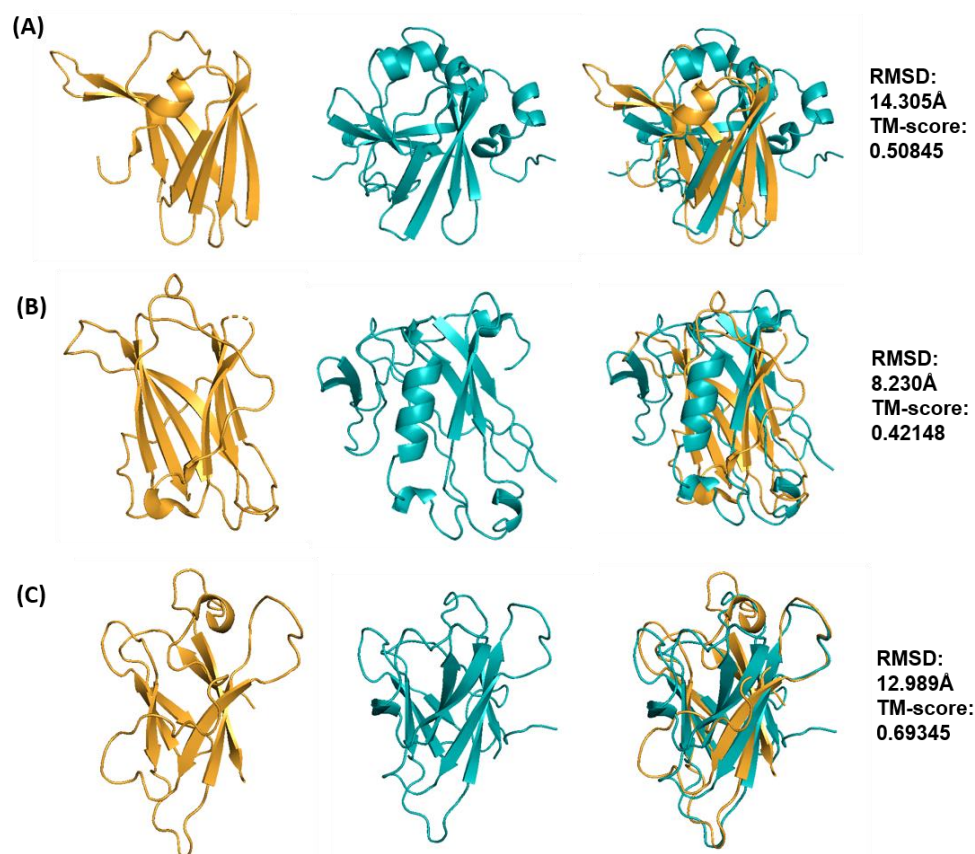 (A)
RMSD:
14.305Å
TM-score:
0.50845
(B)
RMSD:
8.230Å
TM-score:
0.42148
(C)
RMSD:
12.989Å
TM-score:
0.69345